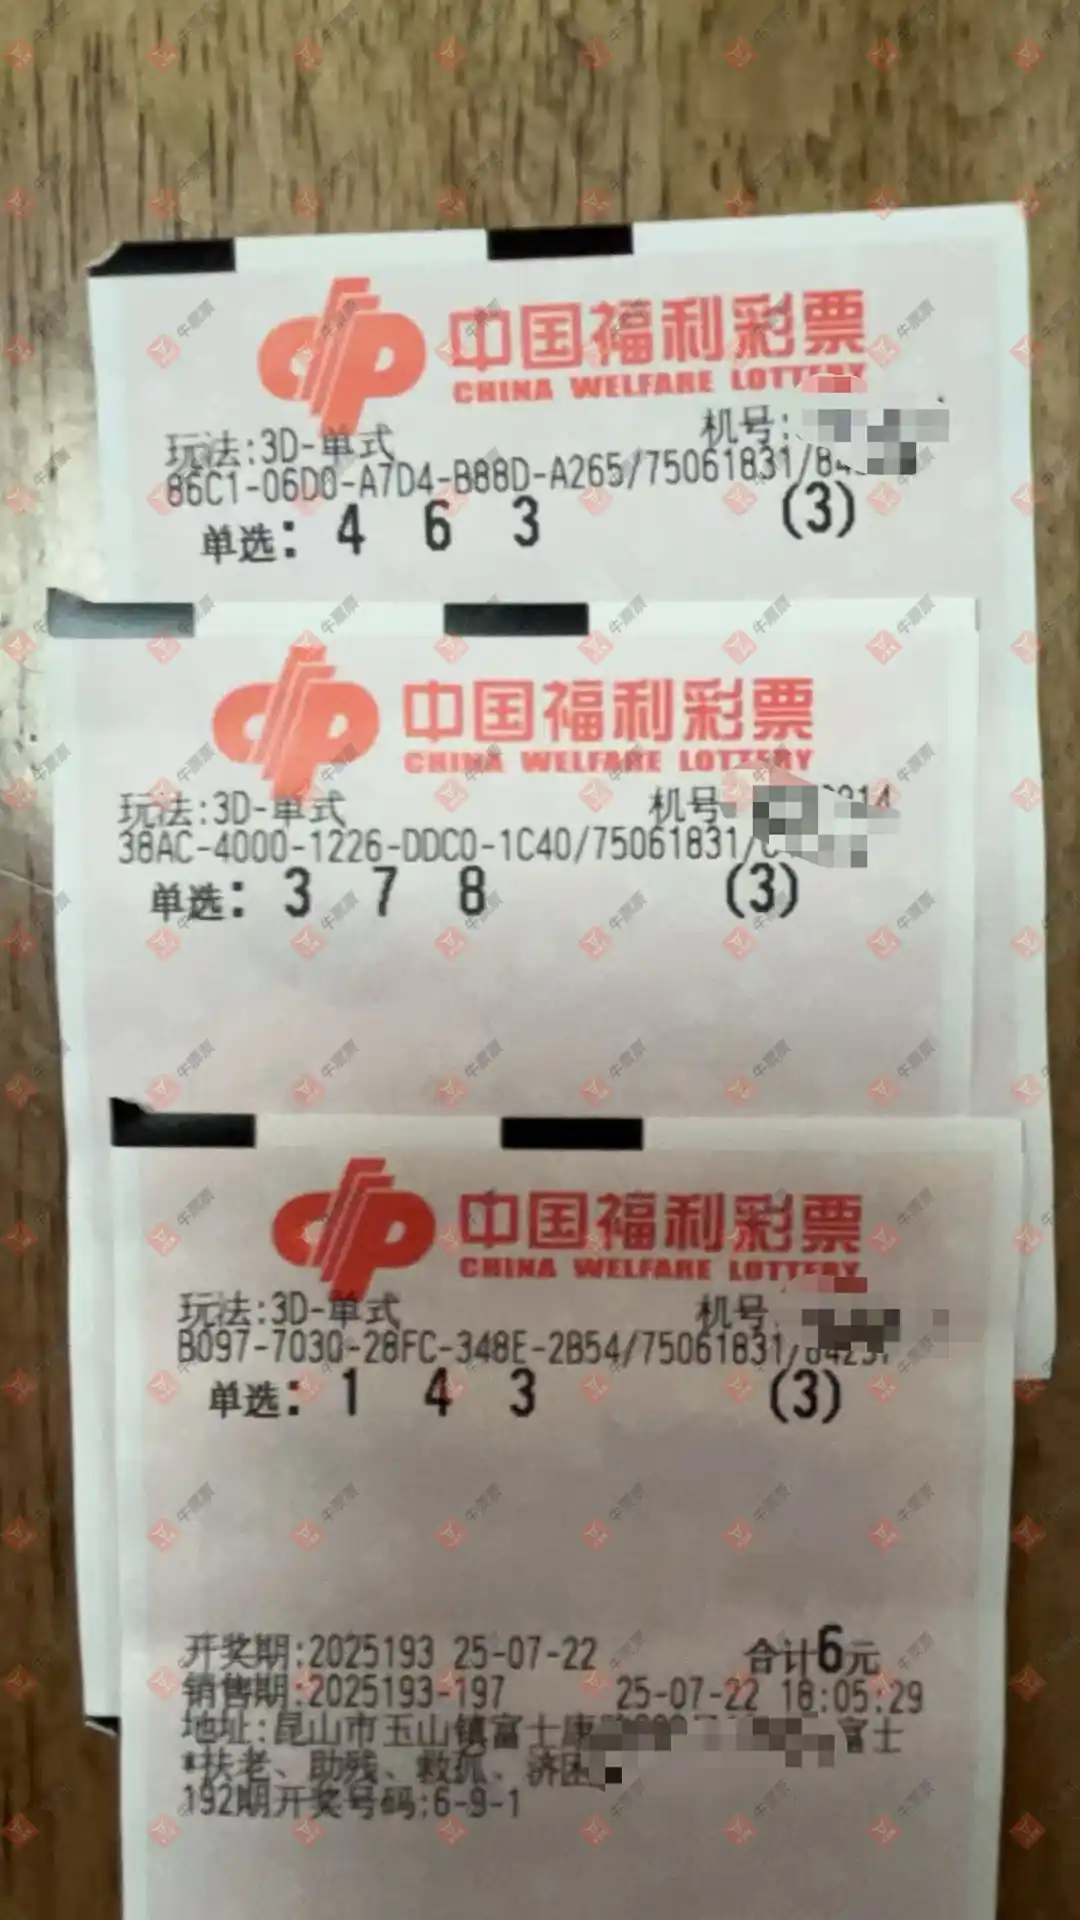 中国福利彩票
CHINA WELFARE LOTTERY
玩法:3D-单式 机号:
86C1-06D0-A7D4-B88D-A265/75061831/
单选: 4 6 3 (3)
中国福利彩票
CHINA WELFARE LOTTERY
玩法:3D-单式 机号
38AC-4000-1226-DDC0-1C40/75061831/
单选: 3 7 8 (3)
中国福利彩票
CHINA WELFARE LOTTERY
玩法:3D-单式 机号
B097-7030-28FC-348E-2B54/75061831/
单选: 1 4 3 (3)
开奖期:2025193 25-07-22 合计6元
销售期:2025193-197 25-07-22 18:05:29
地址:昆山市玉山镇富士康 富士
*扶老、助残、救孤、济困
192期开奖号码:6-9-1
牛票票